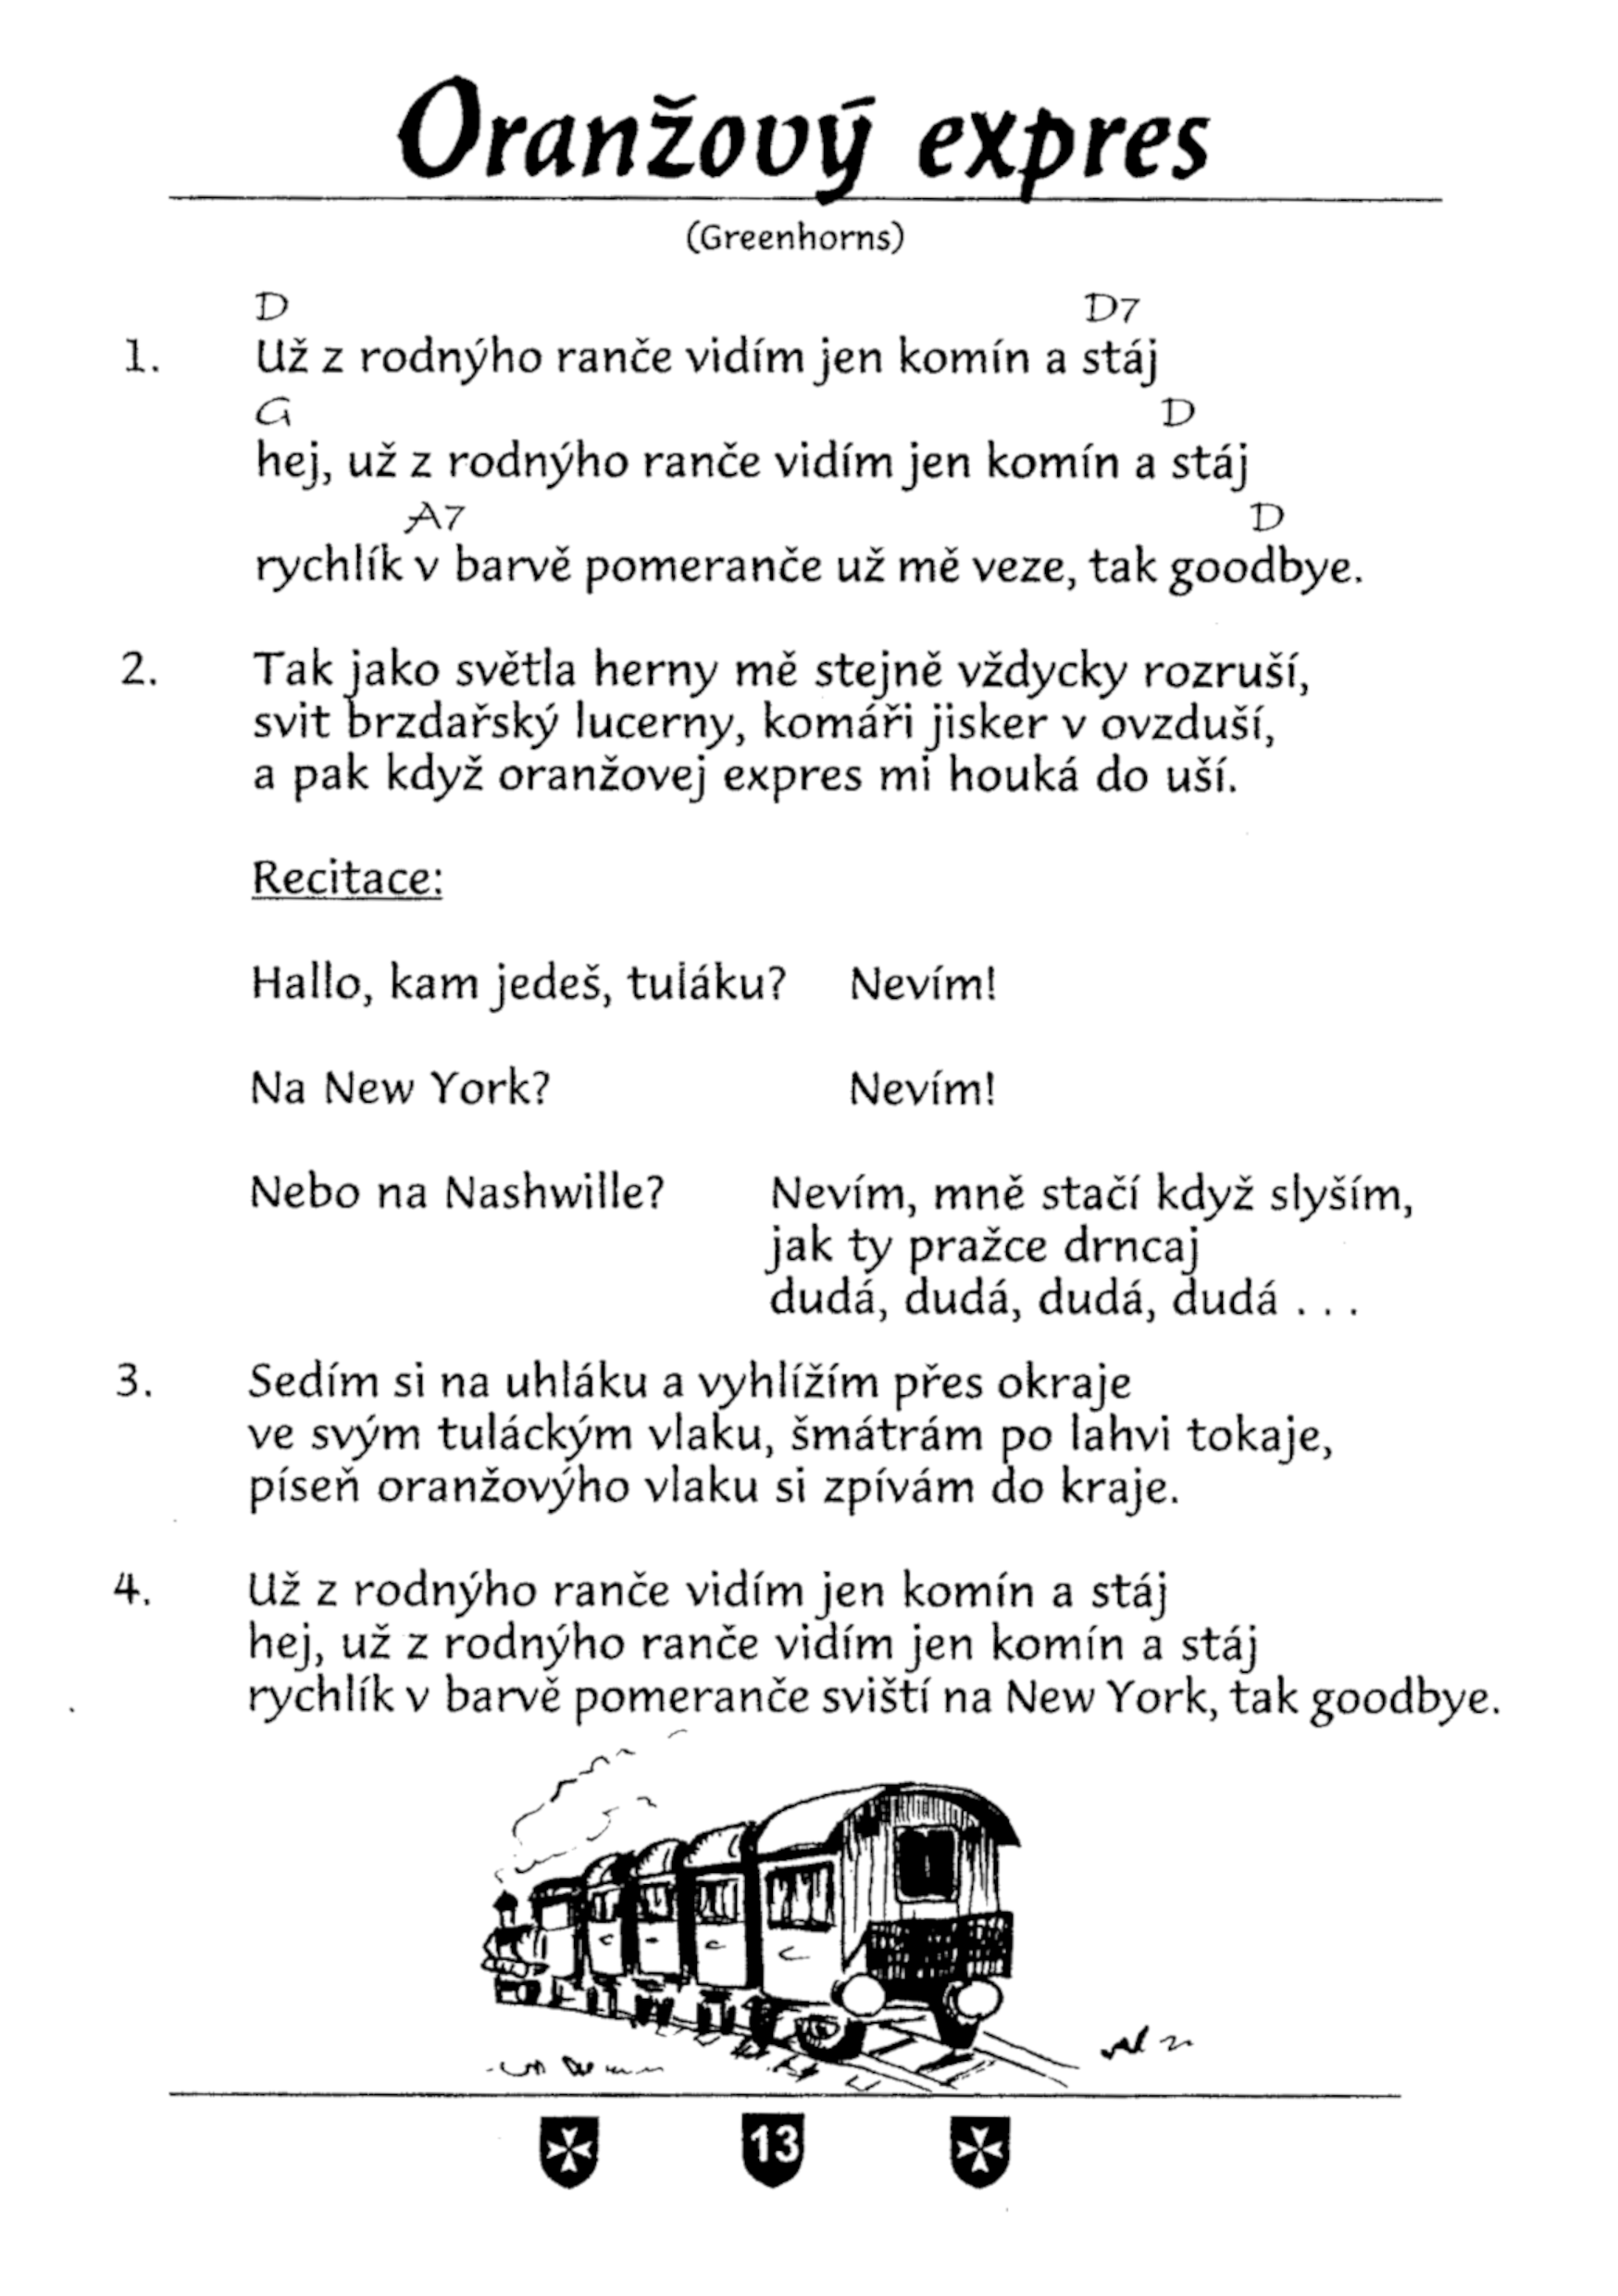 Oranžový expres
(Greenhorns)
D D7
1. Už z rodnýho ranče vidím jen komín a stáj
G D
hej, už z rodnýho ranče vidím jen komín a stáj
A7 D
rychlík v barvě pomeranče už mě veze, tak goodbye.
2. Tak jako světla herny mě stejně vždycky rozruší,
svit brzdařský lucerny, komáři jisker v ovzduší,
a pak když oranžovej expres mi houká do uší.
Recitace:
Hallo, kam jedeš, tuláku? Nevím!
Na New York? Nevím!
Nebo na Nashwille? Nevím, mně stačí když slyším,
jak ty pražce drncaj
dudá, dudá, dudá, dudá . . .
3. Sedím si na uhláku a vyhlížím přes okraje
ve svým tuláckým vlaku, šmátrám po lahvi tokaje,
píseň oranžovýho vlaku si zpívám do kraje.
4. Už z rodnýho ranče vidím jen komín a stáj
hej, už z rodnýho ranče vidím jen komín a stáj
rychlík v barvě pomeranče sviští na New York, tak goodbye.
13